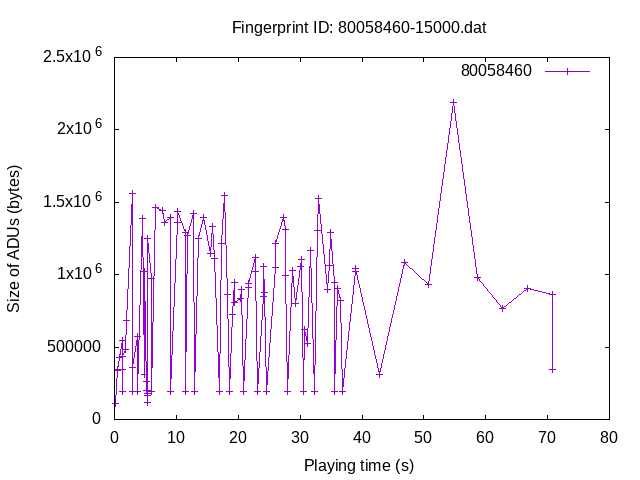 Fingerprint ID: 80058460-15000.dat
80058460
Size of ADUs (bytes)
2.5x10^6
2x10^6
1.5x10^6
1x10^6
500000
0
0 10 20 30 40 50 60 70 80
Playing time (s)